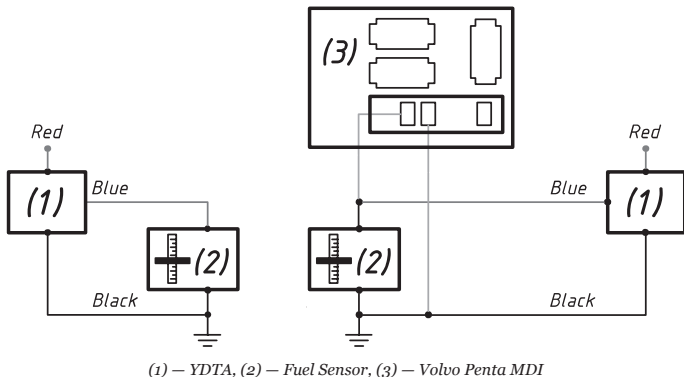 (3)
Red
Red
Blue
Blue
(1)
(1)
(2)
(2)
Black
Black
(1) — YDTA, (2) — Fuel Sensor, (3) — Volvo Penta MDI